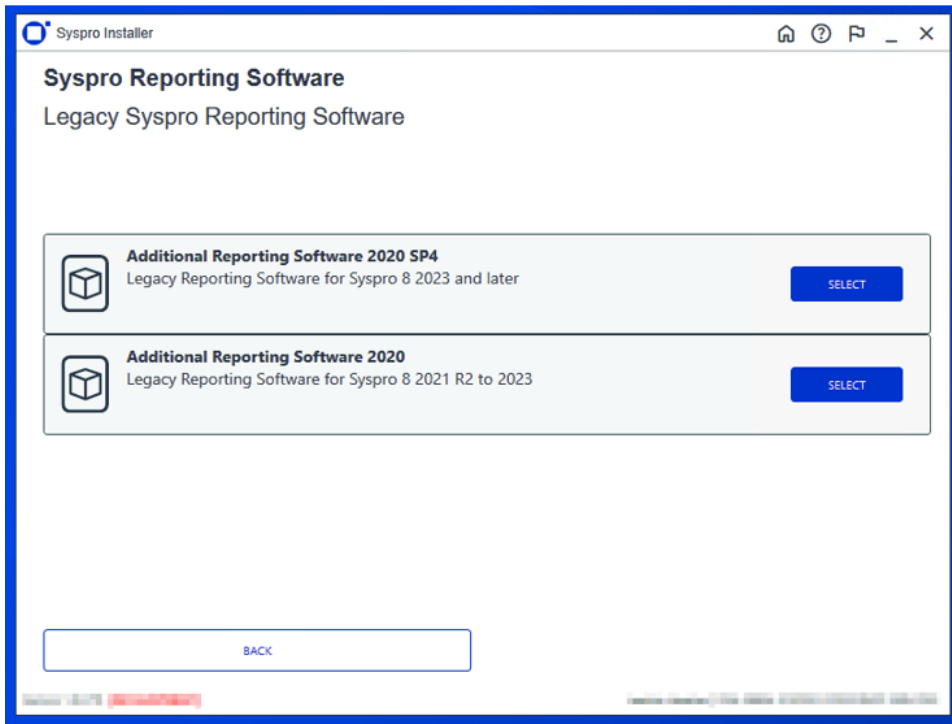 Syspro Installer
Syspro Reporting Software
Legacy Syspro Reporting Software
Additional Reporting Software 2020 SP4
Legacy Reporting Software for Syspro 8 2023 and later
SELECT
Additional Reporting Software 2020
Legacy Reporting Software for Syspro 8 2021 R2 to 2023
SELECT
BACK